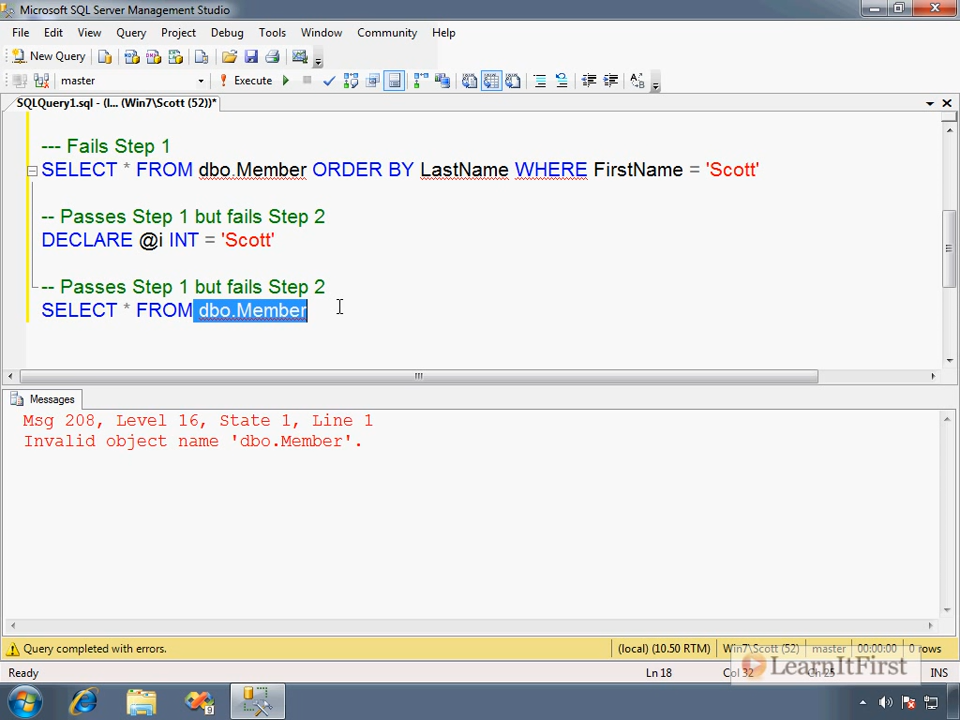 Microsoft SQL Server Management Studio
File Edit View Query Project Debug Tools Window Community Help
New Query
master Execute
SQLQuery1.sql - (l... (Win7\Scott (52))*
--- Fails Step 1
SELECT * FROM dbo.Member ORDER BY LastName WHERE FirstName = 'Scott'
-- Passes Step 1 but fails Step 2
DECLARE @i INT = 'Scott'
-- Passes Step 1 but fails Step 2
SELECT * FROM dbo.Member
Messages
Msg 208, Level 16, State 1, Line 1
Invalid object name 'dbo.Member'.
Query completed with errors. (local) (10.50 RTM) Win7\Scott (52) master 00:00:00 0 rows
Ready Ln 18 Col 32 Ch 25 INS
LearnItFirst